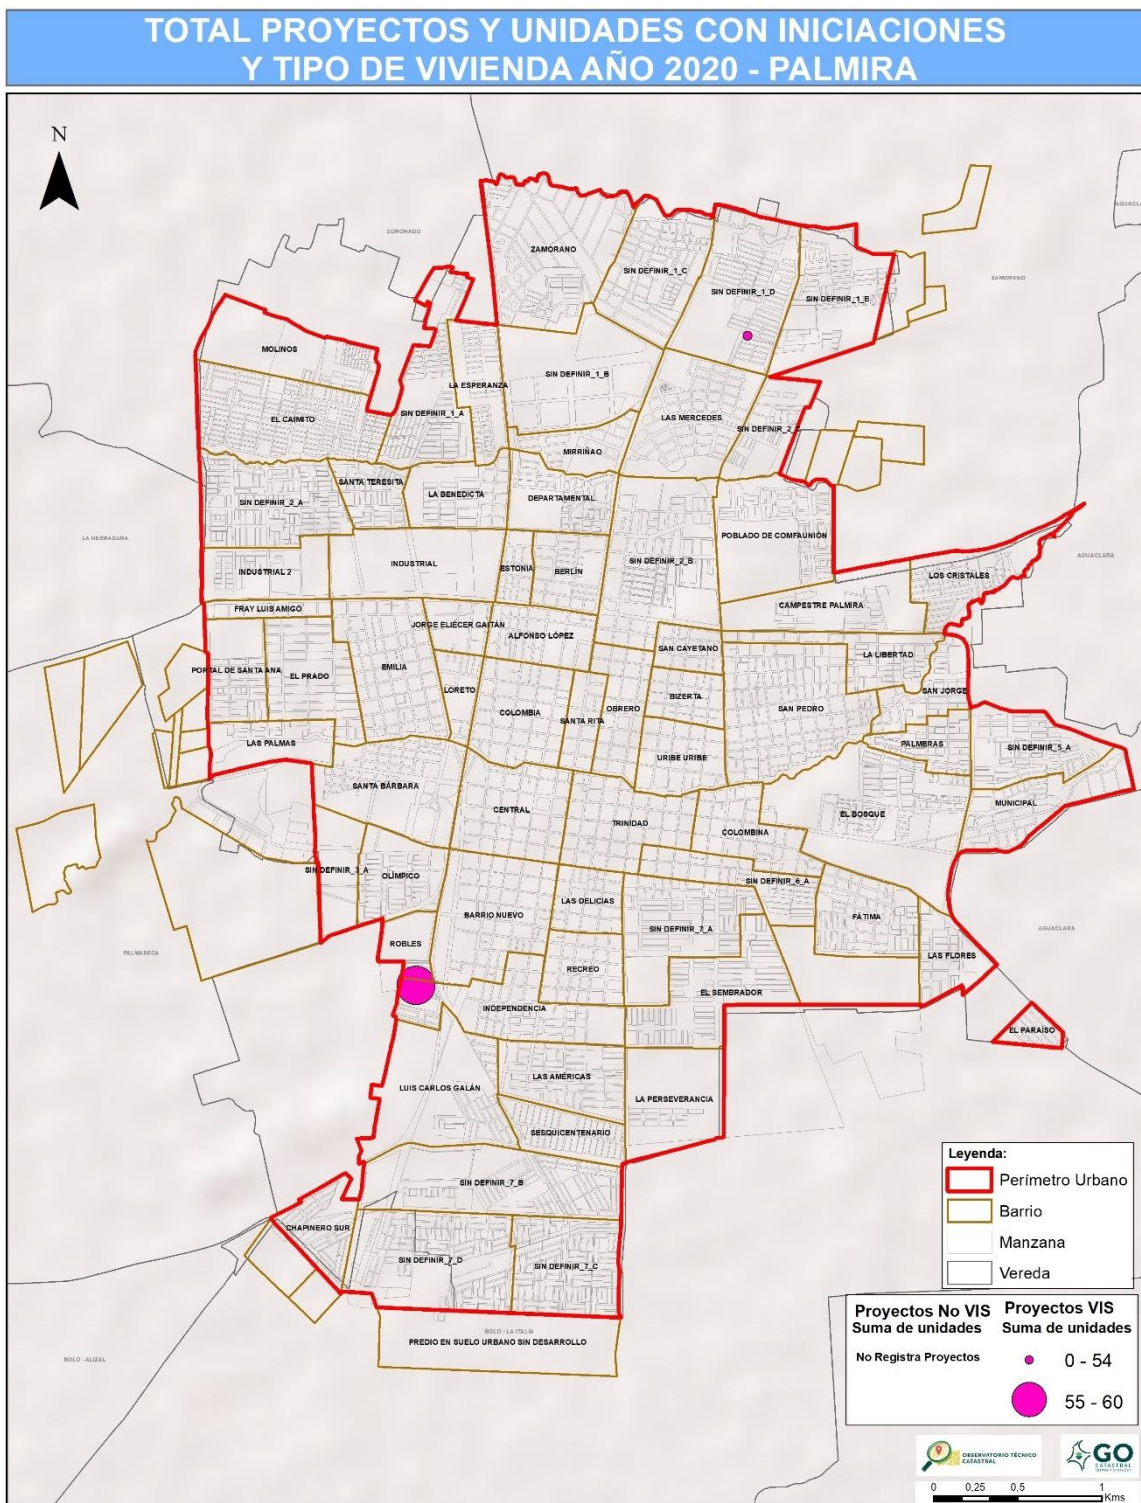 TOTAL PROYECTOS Y UNIDADES CON INICIACIONES
Y TIPO DE VIVIENDA AÑO 2020 - PALMIRA
N
CORONADO
ZAMORANO
SIN DEFINIR_1_C
SIN DEFINIR_1_D
SIN DEFINIR_1_E
ZAMORANO
MOLINOS
LA ESPERANZA
SIN DEFINIR_1_B
EL CAIMITO
SIN DEFINIR_1_A
LAS MERCEDES
SIN DEFINIR_2_
MIRRIÑAO
SANTA TERESITA
LA BENEDICTA
DEPARTAMENTAL
SIN DEFINIR_2_A
LA HERRADURA
POBLADO DE COMFAUNIÓN
AGUACLARA
INDUSTRIAL 2
INDUSTRIAL
ESTONIA
BERLÍN
SIN DEFINIR_2_B
LOS CRISTALES
FRAY LUIS AMIGÓ
CAMPESTRE PALMIRA
JORGE ELIÉCER GAITÁN
ALFONSO LÓPEZ
SAN CAYETANO
LA LIBERTAD
PORTAL DE SANTA ANA
EL PRADO
EMILIA
LORETO
COLOMBIA
SANTA RITA
OBRERO
BIZERTA
SAN PEDRO
SAN JORGE
LAS PALMAS
URIBE URIBE
PALMERAS
SIN DEFINIR_5_A
SANTA BÁRBARA
CENTRAL
TRINIDAD
COLOMBINA
EL BOSQUE
MUNICIPAL
SIN DEFINIR_3_A
OLÍMPICO
SIN DEFINIR_6_A
BARRIO NUEVO
LAS DELICIAS
SIN DEFINIR_7_A
FÁTIMA
AGUACLARA
PALMASECA
ROBLES
RECREO
LAS FLORES
EL SEMBRADOR
INDEPENDENCIA
EL PARAÍSO
LUIS CARLOS GALÁN
LAS AMÉRICAS
LA PERSEVERANCIA
SESQUICENTENARIO
SIN DEFINIR_7_B
CHAPINERO SUR
SIN DEFINIR_7_D
SIN DEFINIR_7_C
BOLO - LA ITALIA
PREDIO EN SUELO URBANO SIN DESARROLLO
BOLO - ALIZAL
Leyenda:
Perímetro Urbano
Barrio
Manzana
Vereda
Proyectos No VIS
Suma de unidades
No Registra Proyectos
Proyectos VIS
Suma de unidades
0 - 54
55 - 60
OBSERVATORIO TÉCNICO
CATASTRAL
GO
CATASTRAL
0 0,25 0,5 1
Kms